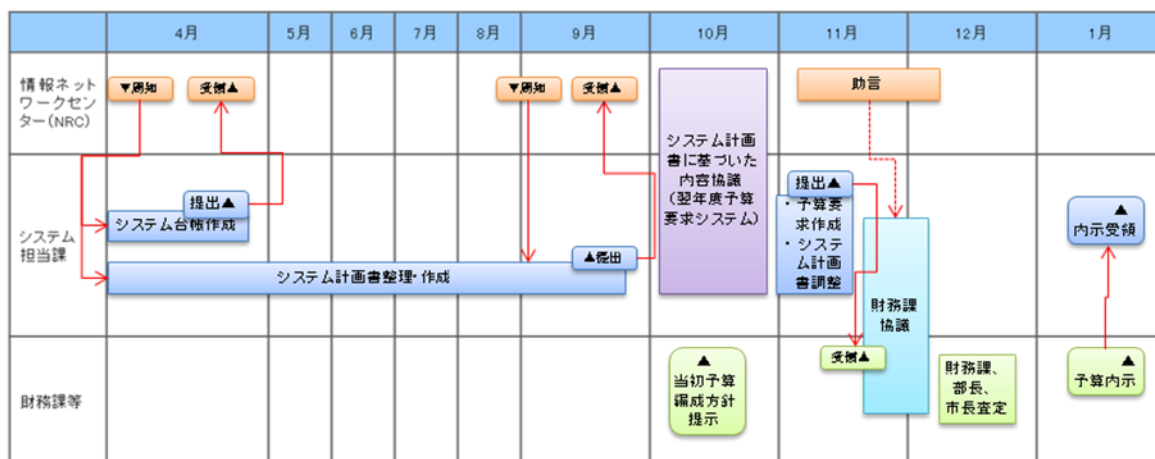 4月
5月
6月
7月
8月
9月
10月
11月
12月
1月
情報ネット
ワークセン
ター(NRC)
▼周知
受領▲
▼周知
受領▲
システム計画
書に基づいた
内容協議
(翌年度予算
要求システム)
助言
システム
担当課
提出▲
システム台帳作成
▲提出
システム計画書整理・作成
提出▲
・予算要
求作成
・システ
ム計画
書調整
財務課
協議
▲
内示受領
財務課等
▲
当初予算
編成方針
提示
受領▲
財務課、
部長、
市長査定
▲
予算内示